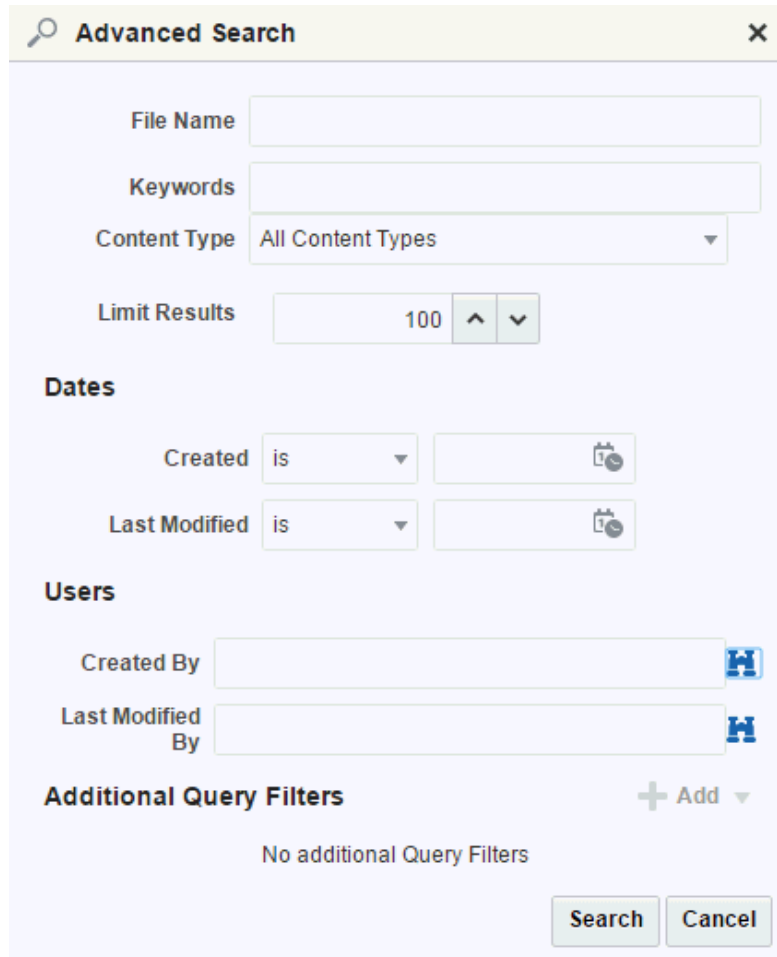 Advanced Search
File Name
Keywords
Content Type All Content Types
Limit Results 100
Dates
Created is
Last Modified is
Users
Created By
Last Modified
By
Additional Query Filters Add
No additional Query Filters
Search Cancel